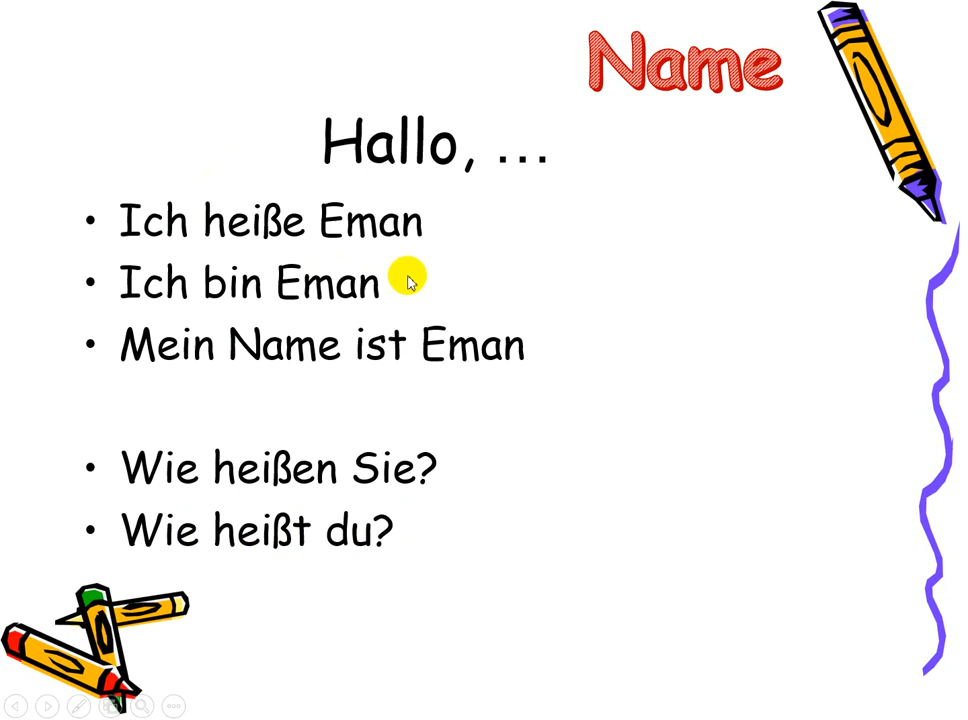 Name
Hallo, ...
• Ich heiße Eman
• Ich bin Eman
• Mein Name ist Eman
• Wie heißen Sie?
• Wie heißt du?